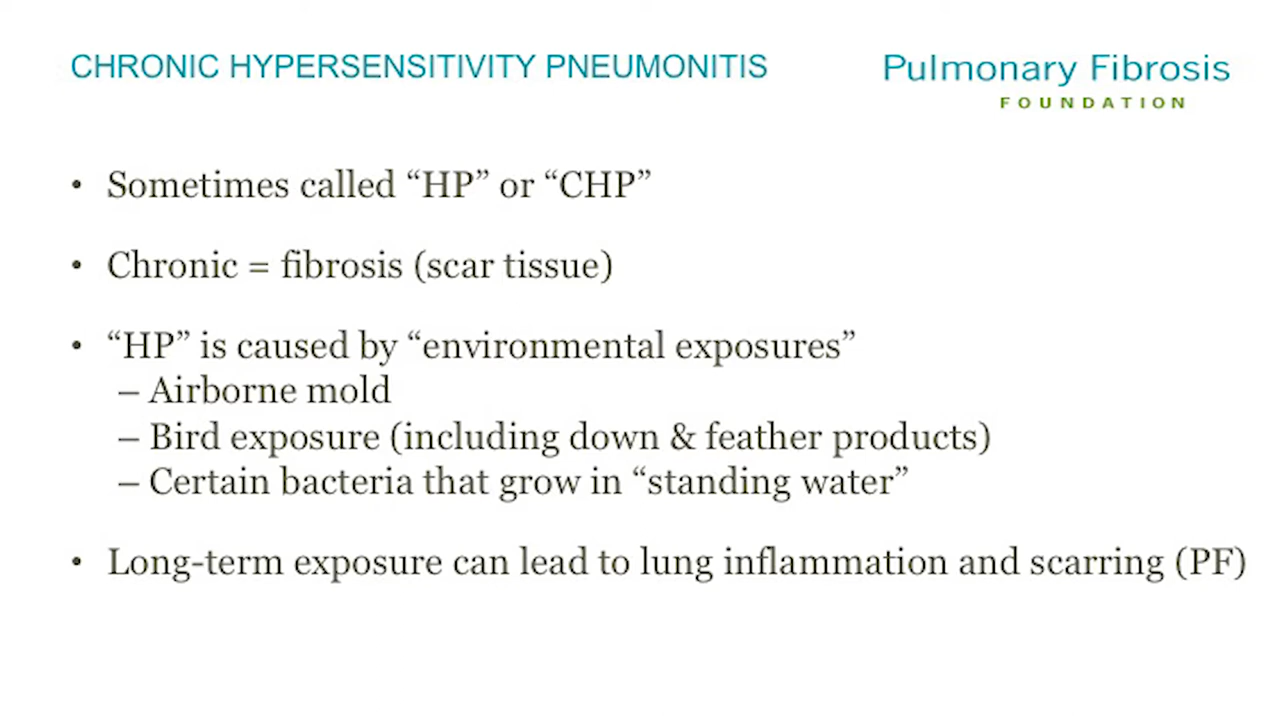 CHRONIC HYPERSENSITIVITY PNEUMONITIS
Pulmonary Fibrosis
FOUNDATION
• Sometimes called “HP” or “CHP”
• Chronic = fibrosis (scar tissue)
• “HP” is caused by “environmental exposures”
– Airborne mold
– Bird exposure (including down & feather products)
– Certain bacteria that grow in “standing water”
• Long-term exposure can lead to lung inflammation and scarring (PF)